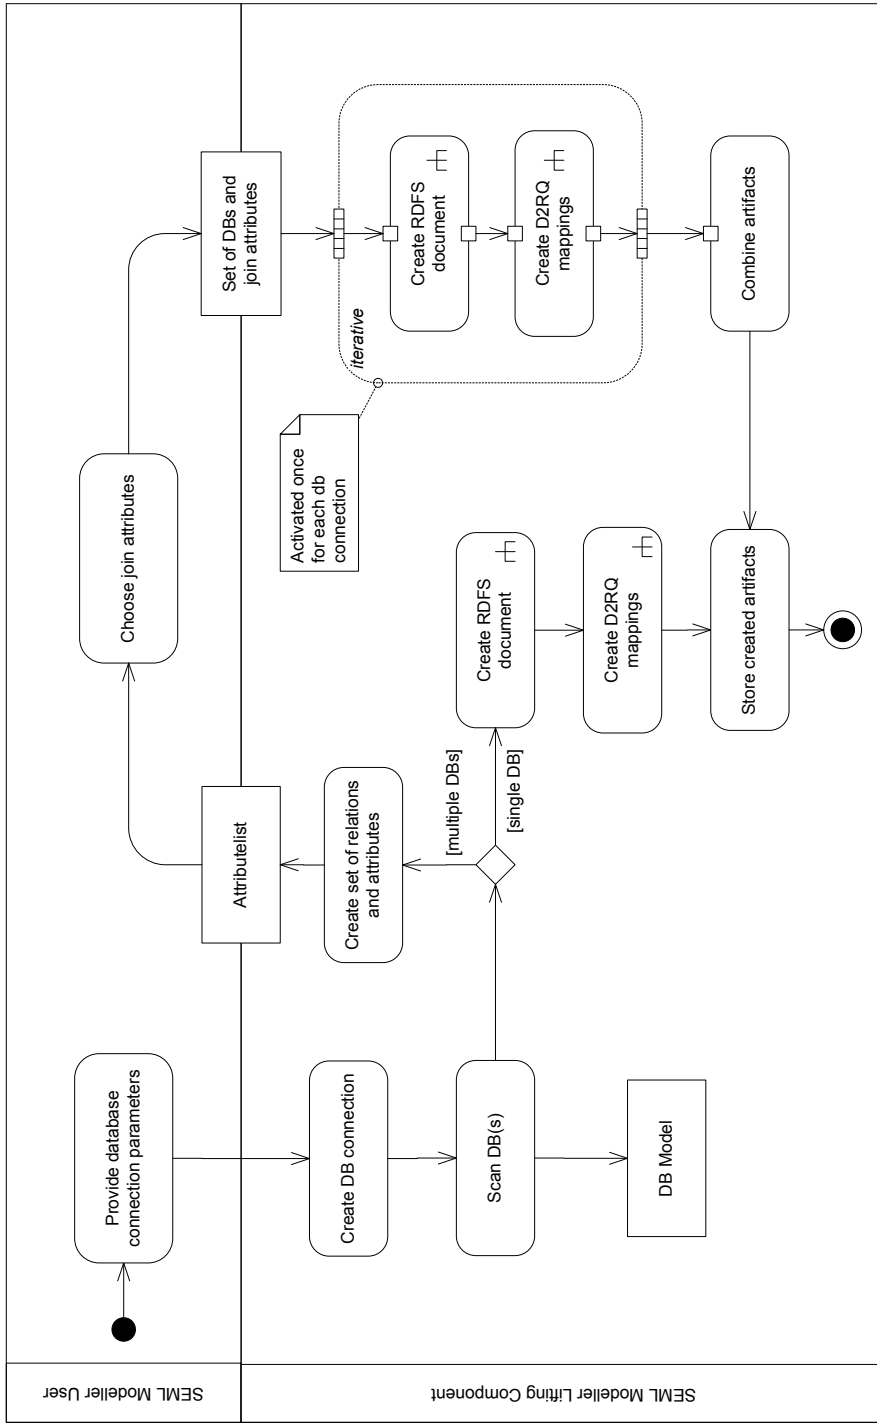 SEML Modeller User
SEML Modeller Lifting Component
Provide database
connection parameters
Create DB connection
Scan DB(s)
DB Model
Attributelist
Create set of relations
and attributes
[multiple DBs]
[single DB]
Choose join attributes
Create RDFS
document
Create D2RQ
mappings
Store created artifacts
Set of DBs and
join attributes
Activated once
for each db
connection
iterative
Create RDFS
document
Create D2RQ
mappings
Combine artifacts